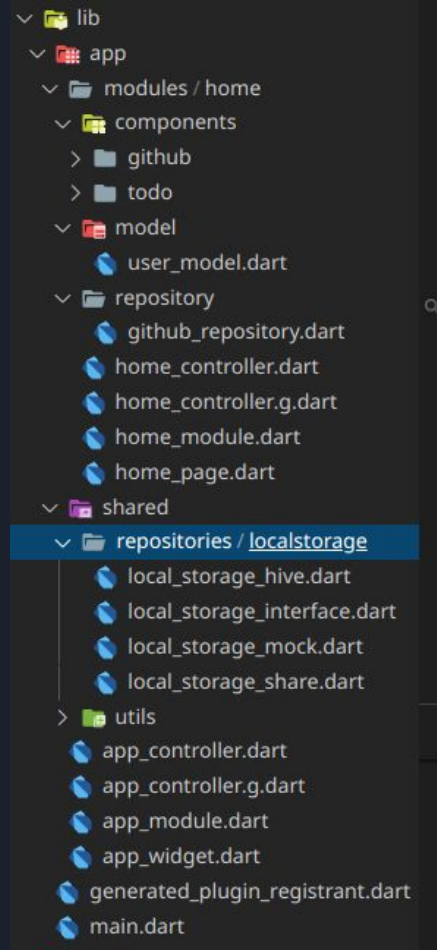 lib
app
modules / home
components
github
todo
model
user_model.dart
repository
github_repository.dart
home_controller.dart
home_controller.g.dart
home_module.dart
home_page.dart
shared
repositories / localstorage
local_storage_hive.dart
local_storage_interface.dart
local_storage_mock.dart
local_storage_share.dart
utils
app_controller.dart
app_controller.g.dart
app_module.dart
app_widget.dart
generated_plugin_registrant.dart
main.dart